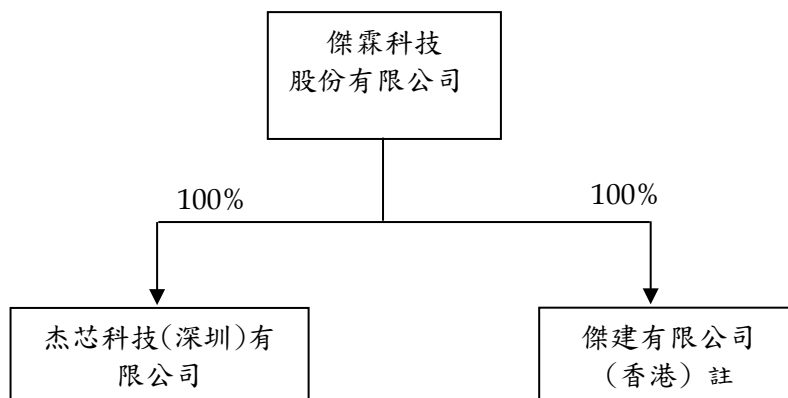 傑霖科技
股份有限公司
100%
100%
杰芯科技(深圳)有
限公司
傑建有限公司
(香港) 註